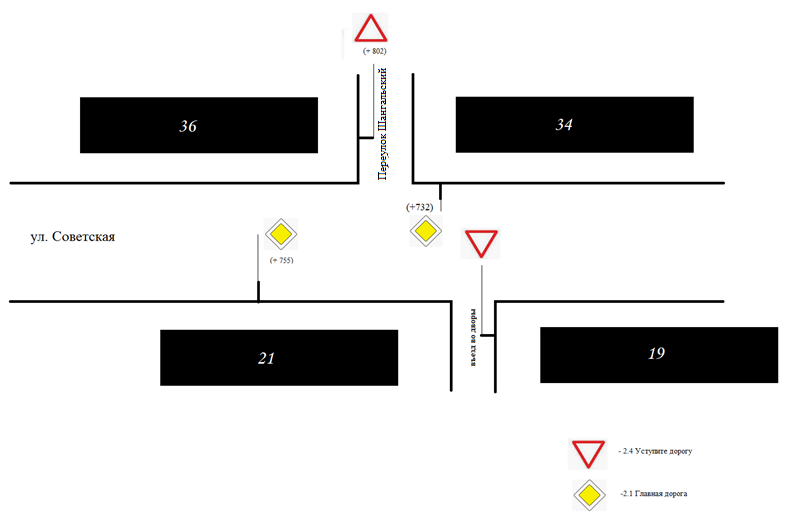 (+ 802)
Переулок Шангальский
36
34
(+732)
ул. Советская
(+ 755)
въезд во дворы
21
19
- 2.4 Уступите дорогу
-2.1 Главная дорога